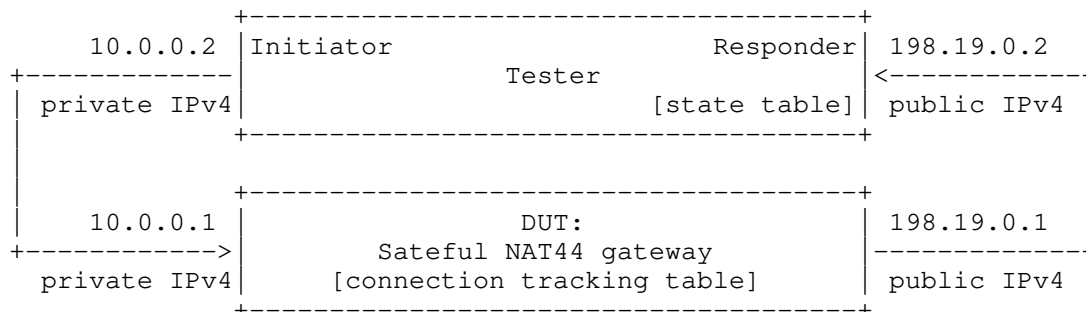 10.0.0.2 Initiator Responder 198.19.0.2
Tester
private IPv4 [state table] public IPv4
10.0.0.1 DUT: 198.19.0.1
Sateful NAT44 gateway
private IPv4 [connection tracking table] public IPv4